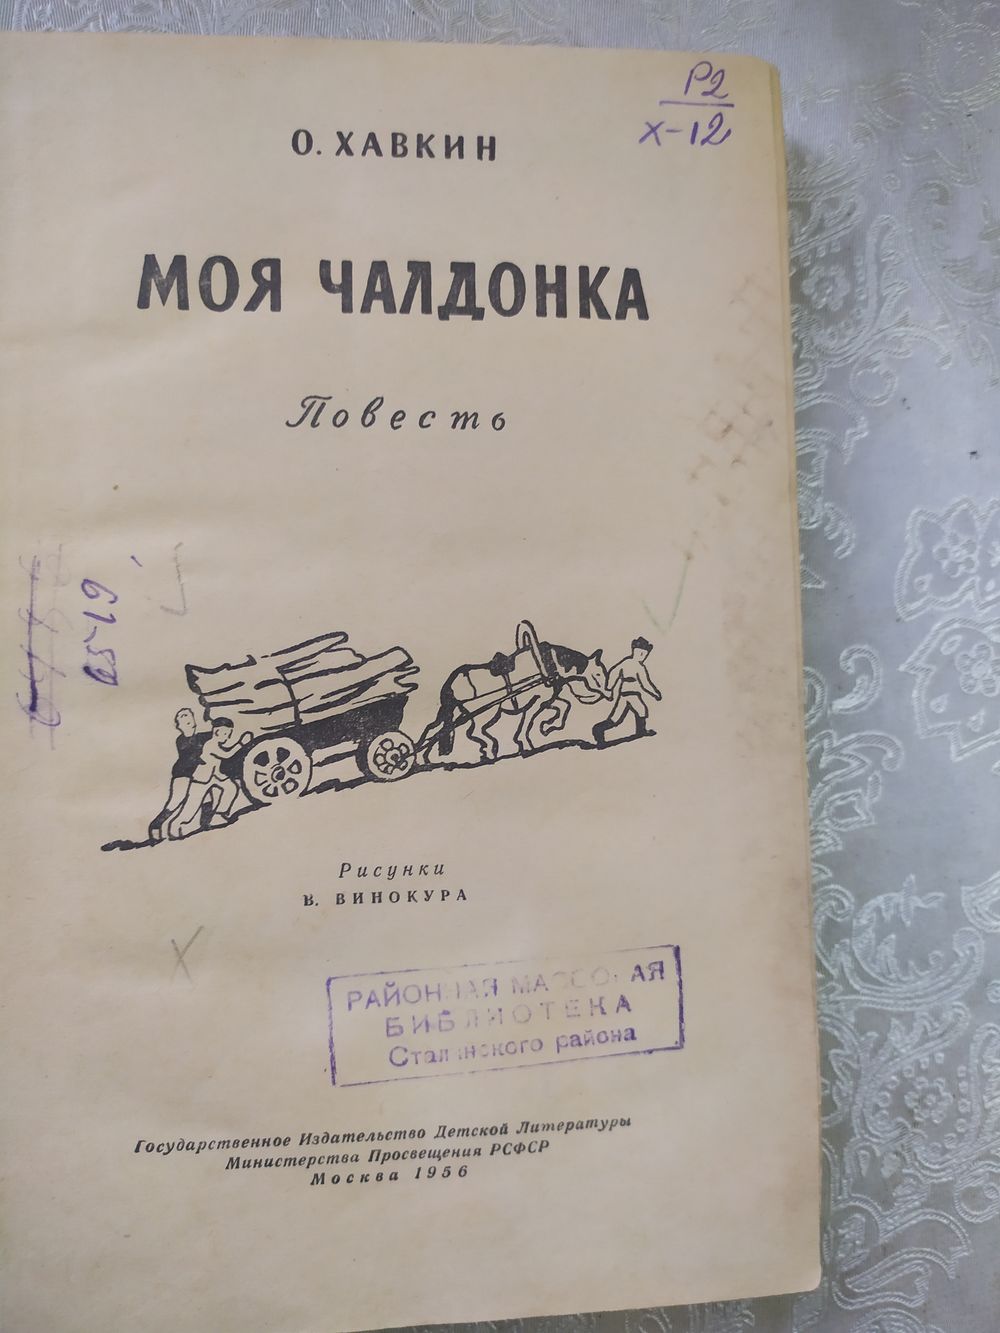 Р2
Х-12
О. ХАВКИН
МОЯ ЧАЛДОНКА
Повесть
6519
Рисунки
В. ВИНОКУРА
РАЙОННАЯ МАССОВАЯ
БИБЛИОТЕКА
Сталинского района
Государственное Издательство Детской Литературы
Министерства Просвещения РСФСР
Москва 1956